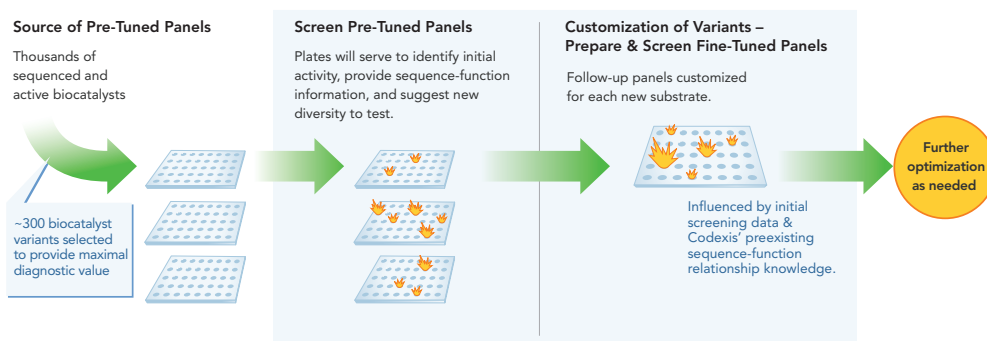 Source of Pre-Tuned Panels
Thousands of
sequenced and
active biocatalysts
~300 biocatalyst
variants selected
to provide maximal
diagnostic value
Screen Pre-Tuned Panels
Plates will serve to identify initial
activity, provide sequence-function
information, and suggest new
diversity to test.
Customization of Variants –
Prepare & Screen Fine-Tuned Panels
Follow-up panels customized
for each new substrate.
Influenced by initial
screening data &
Codexis’ preexisting
sequence-function
relationship knowledge.
Further
optimization
as needed